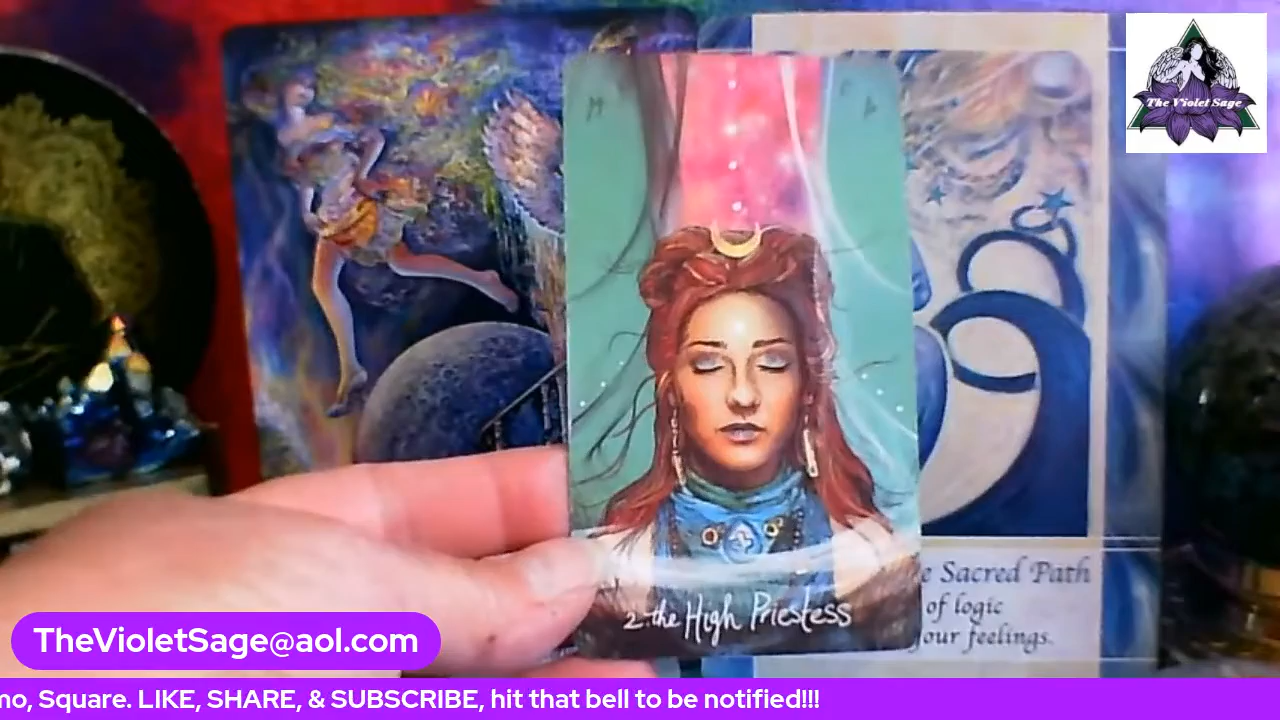 The Violet Sage
2. the High Priestess
e Sacred Path
of logic
our feelings.
TheVioletSage@aol.com
mo, Square. LIKE, SHARE, & SUBSCRIBE, hit that bell to be notified!!!